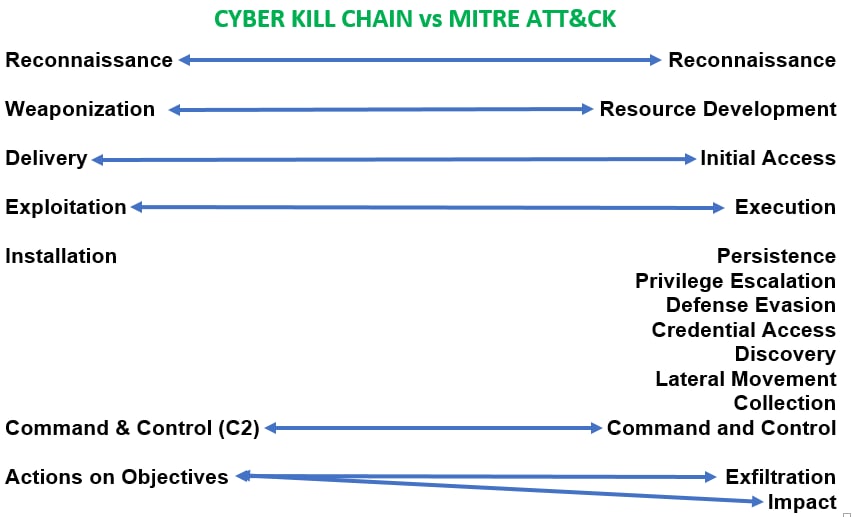 CYBER KILL CHAIN vs MITRE ATT&CK
Reconnaissance Reconnaissance
Weaponization Resource Development
Delivery Initial Access
Exploitation Execution
Installation Persistence
Privilege Escalation
Defense Evasion
Credential Access
Discovery
Lateral Movement
Collection
Command & Control (C2) Command and Control
Actions on Objectives Exfiltration
Impact